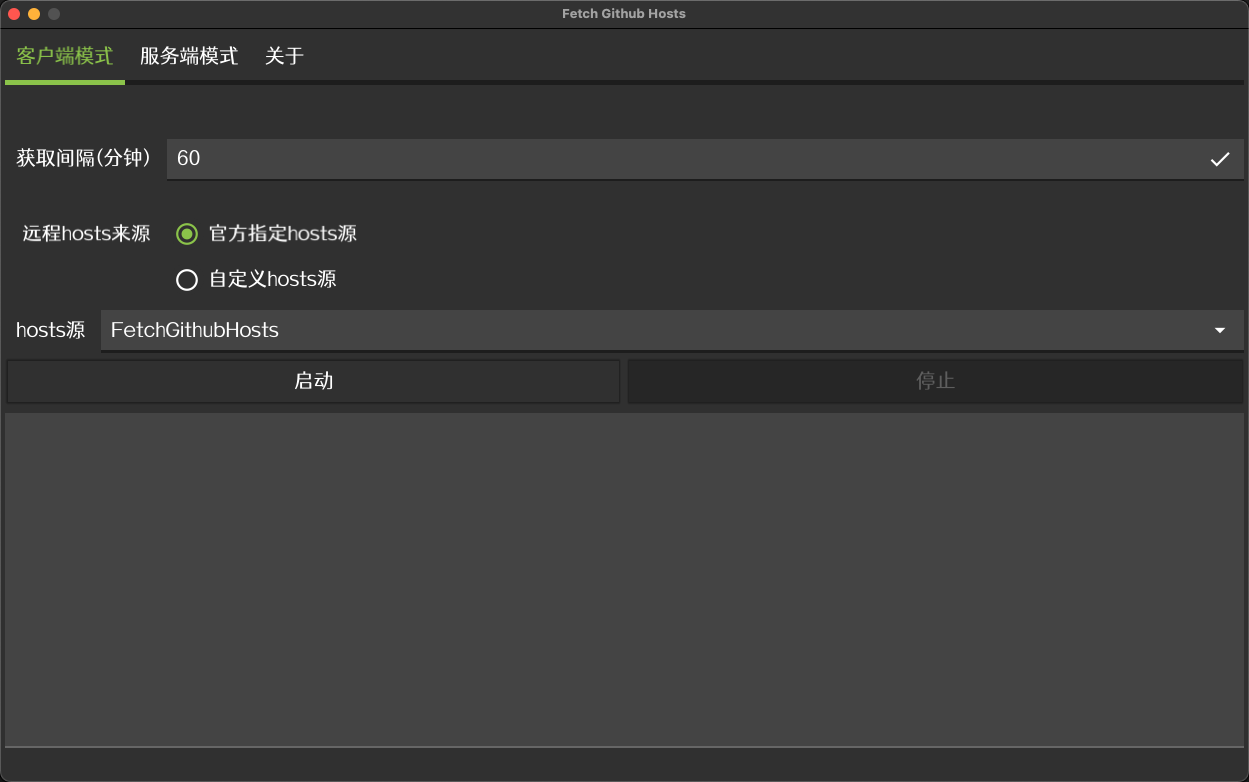 Fetch Github Hosts
客户端模式 服务端模式 关于
获取间隔(分钟) 60
远程hosts来源 官方指定hosts源
自定义hosts源
hosts源 FetchGithubHosts
启动 停止